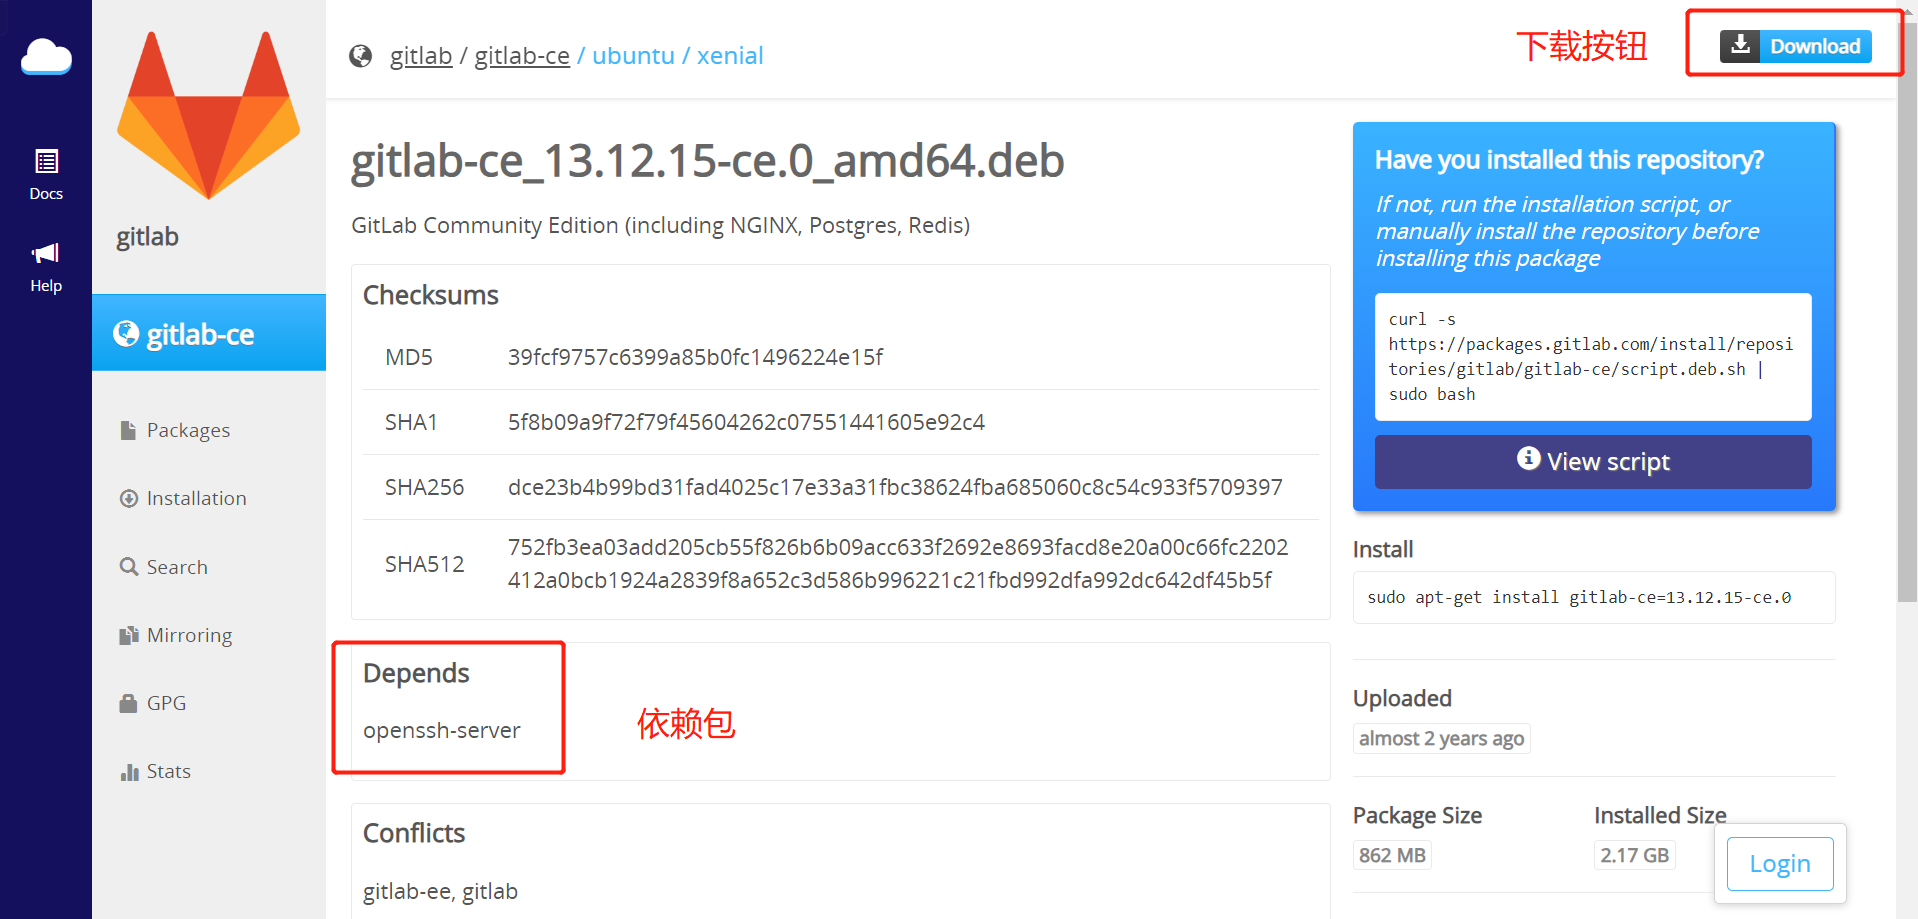 Docs
Help
gitlab
gitlab-ce
Packages
Installation
Search
Mirroring
GPG
Stats
gitlab / gitlab-ce / ubuntu / xenial
下载按钮
Download
gitlab-ce_13.12.15-ce.0_amd64.deb
GitLab Community Edition (including NGINX, Postgres, Redis)
Checksums
MD5 39fcf9757c6399a85b0fc1496224e15f
SHA1 5f8b09a9f72f79f45604262c07551441605e92c4
SHA256 dce23b4b99bd31fad4025c17e33a31fbc38624fba685060c8c54c933f5709397
SHA512 752fb3ea03add205cb55f826b6b09acc633f2692e8693facd8e20a00c66fc2202
412a0bcb1924a2839f8a652c3d586b996221c21fbd992dfa992dc642df45b5f
Depends
openssh-server
依赖包
Conflicts
gitlab-ee, gitlab
Have you installed this repository?
If not, run the installation script, or
manually install the repository before
installing this package
curl -s
https://packages.gitlab.com/install/reposi
tories/gitlab/gitlab-ce/script.deb.sh |
sudo bash
View script
Install
sudo apt-get install gitlab-ce=13.12.15-ce.0
Uploaded
almost 2 years ago
Package Size Installed Size
862 MB 2.17 GB
Login